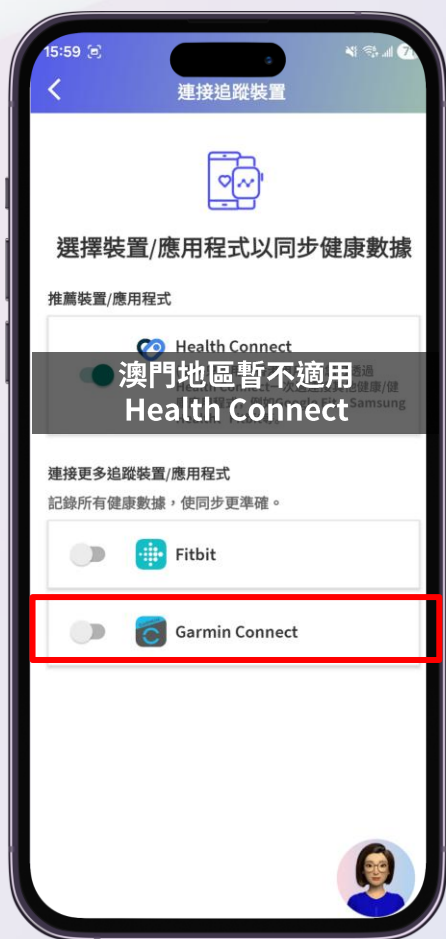 15:59
連接追蹤裝置
選擇裝置/應用程式以同步健康數據
推薦裝置/應用程式
Health Connect
澳門地區暫不適用
Health Connect
連接更多追蹤裝置/應用程式
記錄所有健康數據，使同步更準確。
Fitbit
Garmin Connect